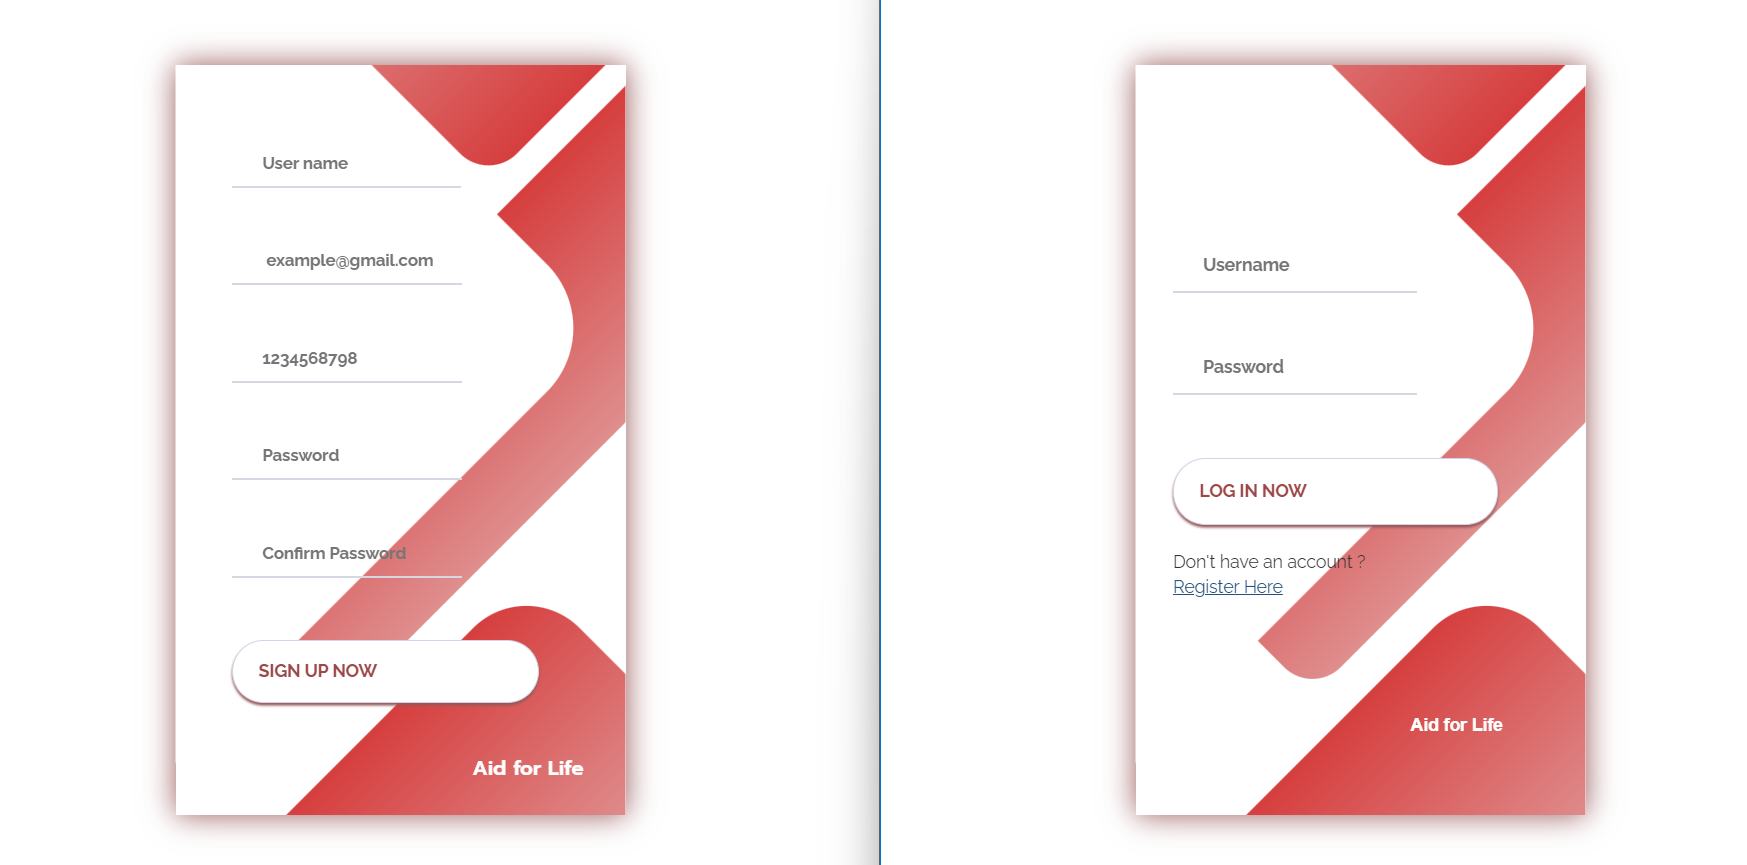 User name
example@gmail.com
1234568798
Password
Confirm Password
SIGN UP NOW
Aid for Life
Username
Password
LOG IN NOW
Don't have an account ?
Register Here
Aid for Life